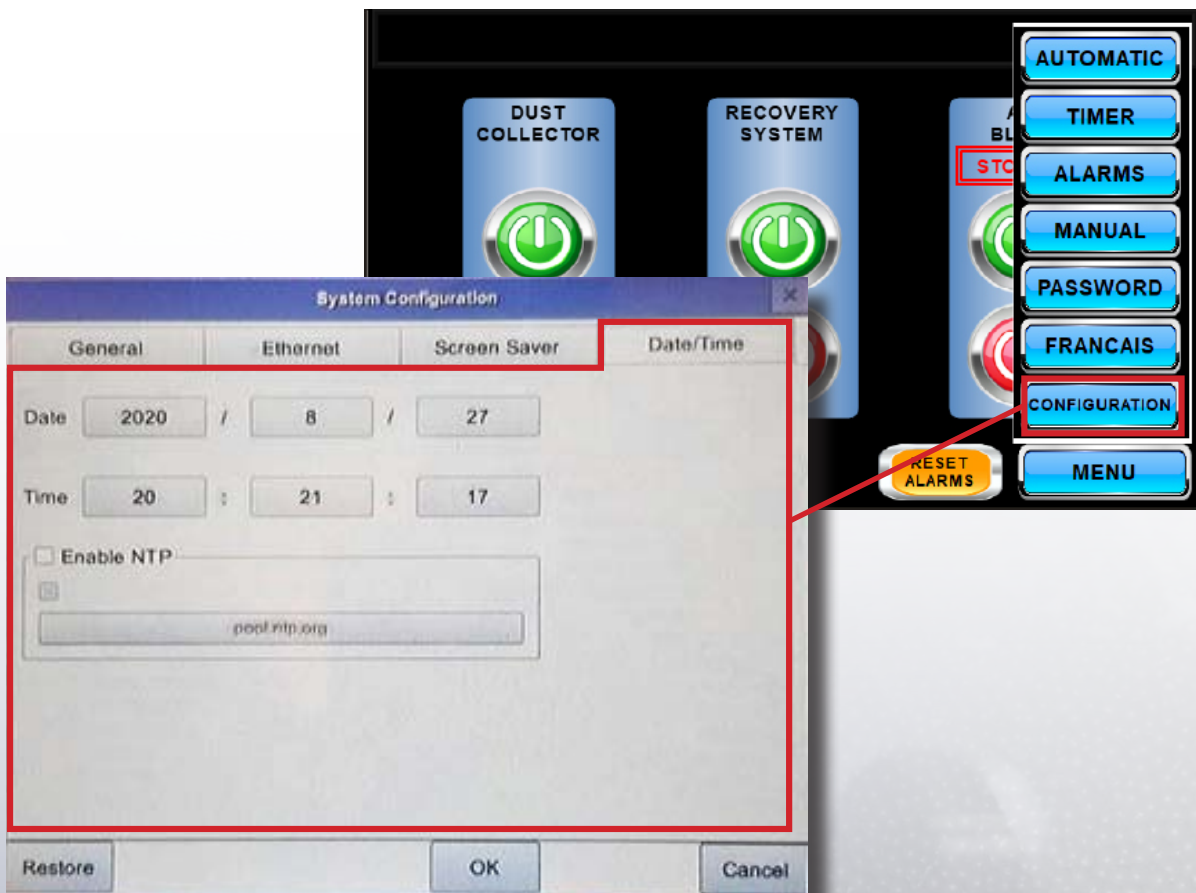 AUTOMATIC
DUST
COLLECTOR
RECOVERY
SYSTEM
A
BL
STO
TIMER
ALARMS
MANUAL
PASSWORD
FRANCAIS
CONFIGURATION
RESET
ALARMS
MENU
System Configuration
General Ethernet Screen Saver Date/Time
Date 2020 / 8 / 27
Time 20 : 21 : 17
Enable NTP
pool.ntp.org
Restore OK Cancel